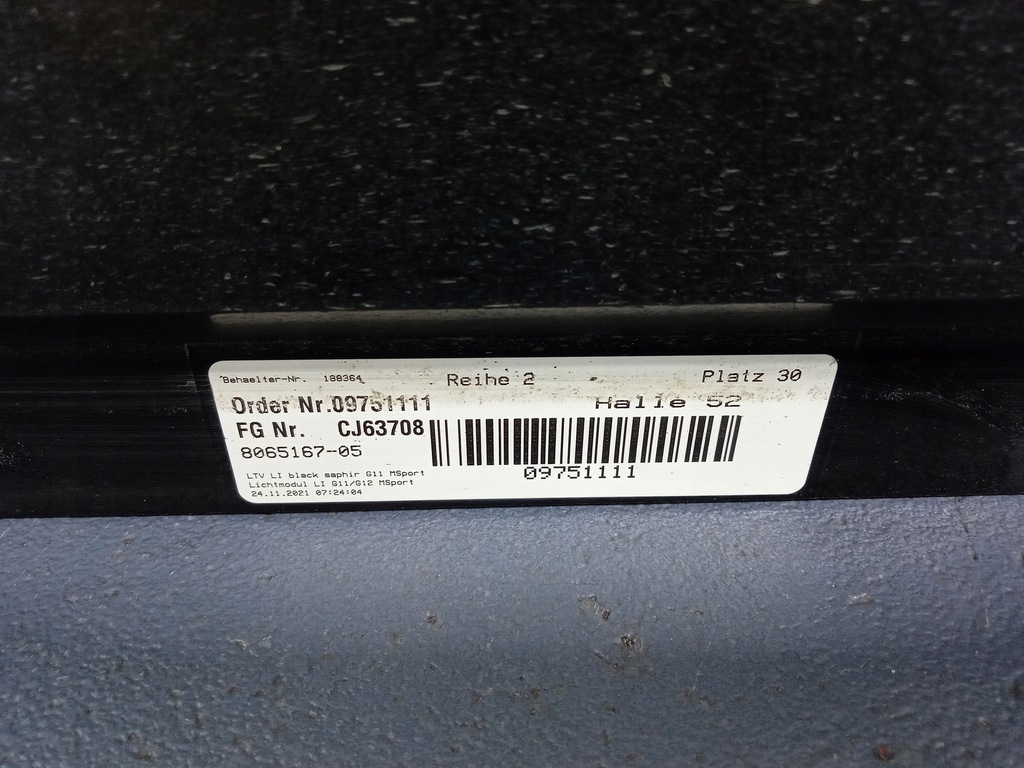 Behaelter-Nr. 188364 Reihe 2 Platz 30
Order Nr.09751111 Halle 52
FG Nr. CJ63708
8065167-05
09751111
LTV LI black saphir G11 MSport
Lichtmodul LI G11/G12 MSport
24.11.2021 07:24:04